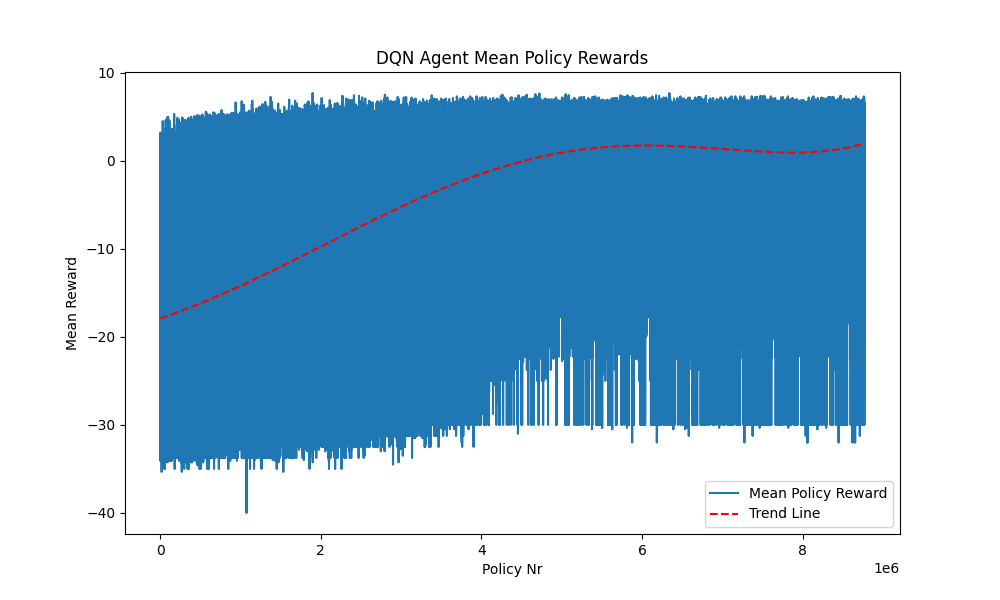 DQN Agent Mean Policy Rewards
10
0
−10
−20
−30
−40
Mean Reward
0
2
4
6
8
1e6
Policy Nr
Mean Policy Reward
Trend Line